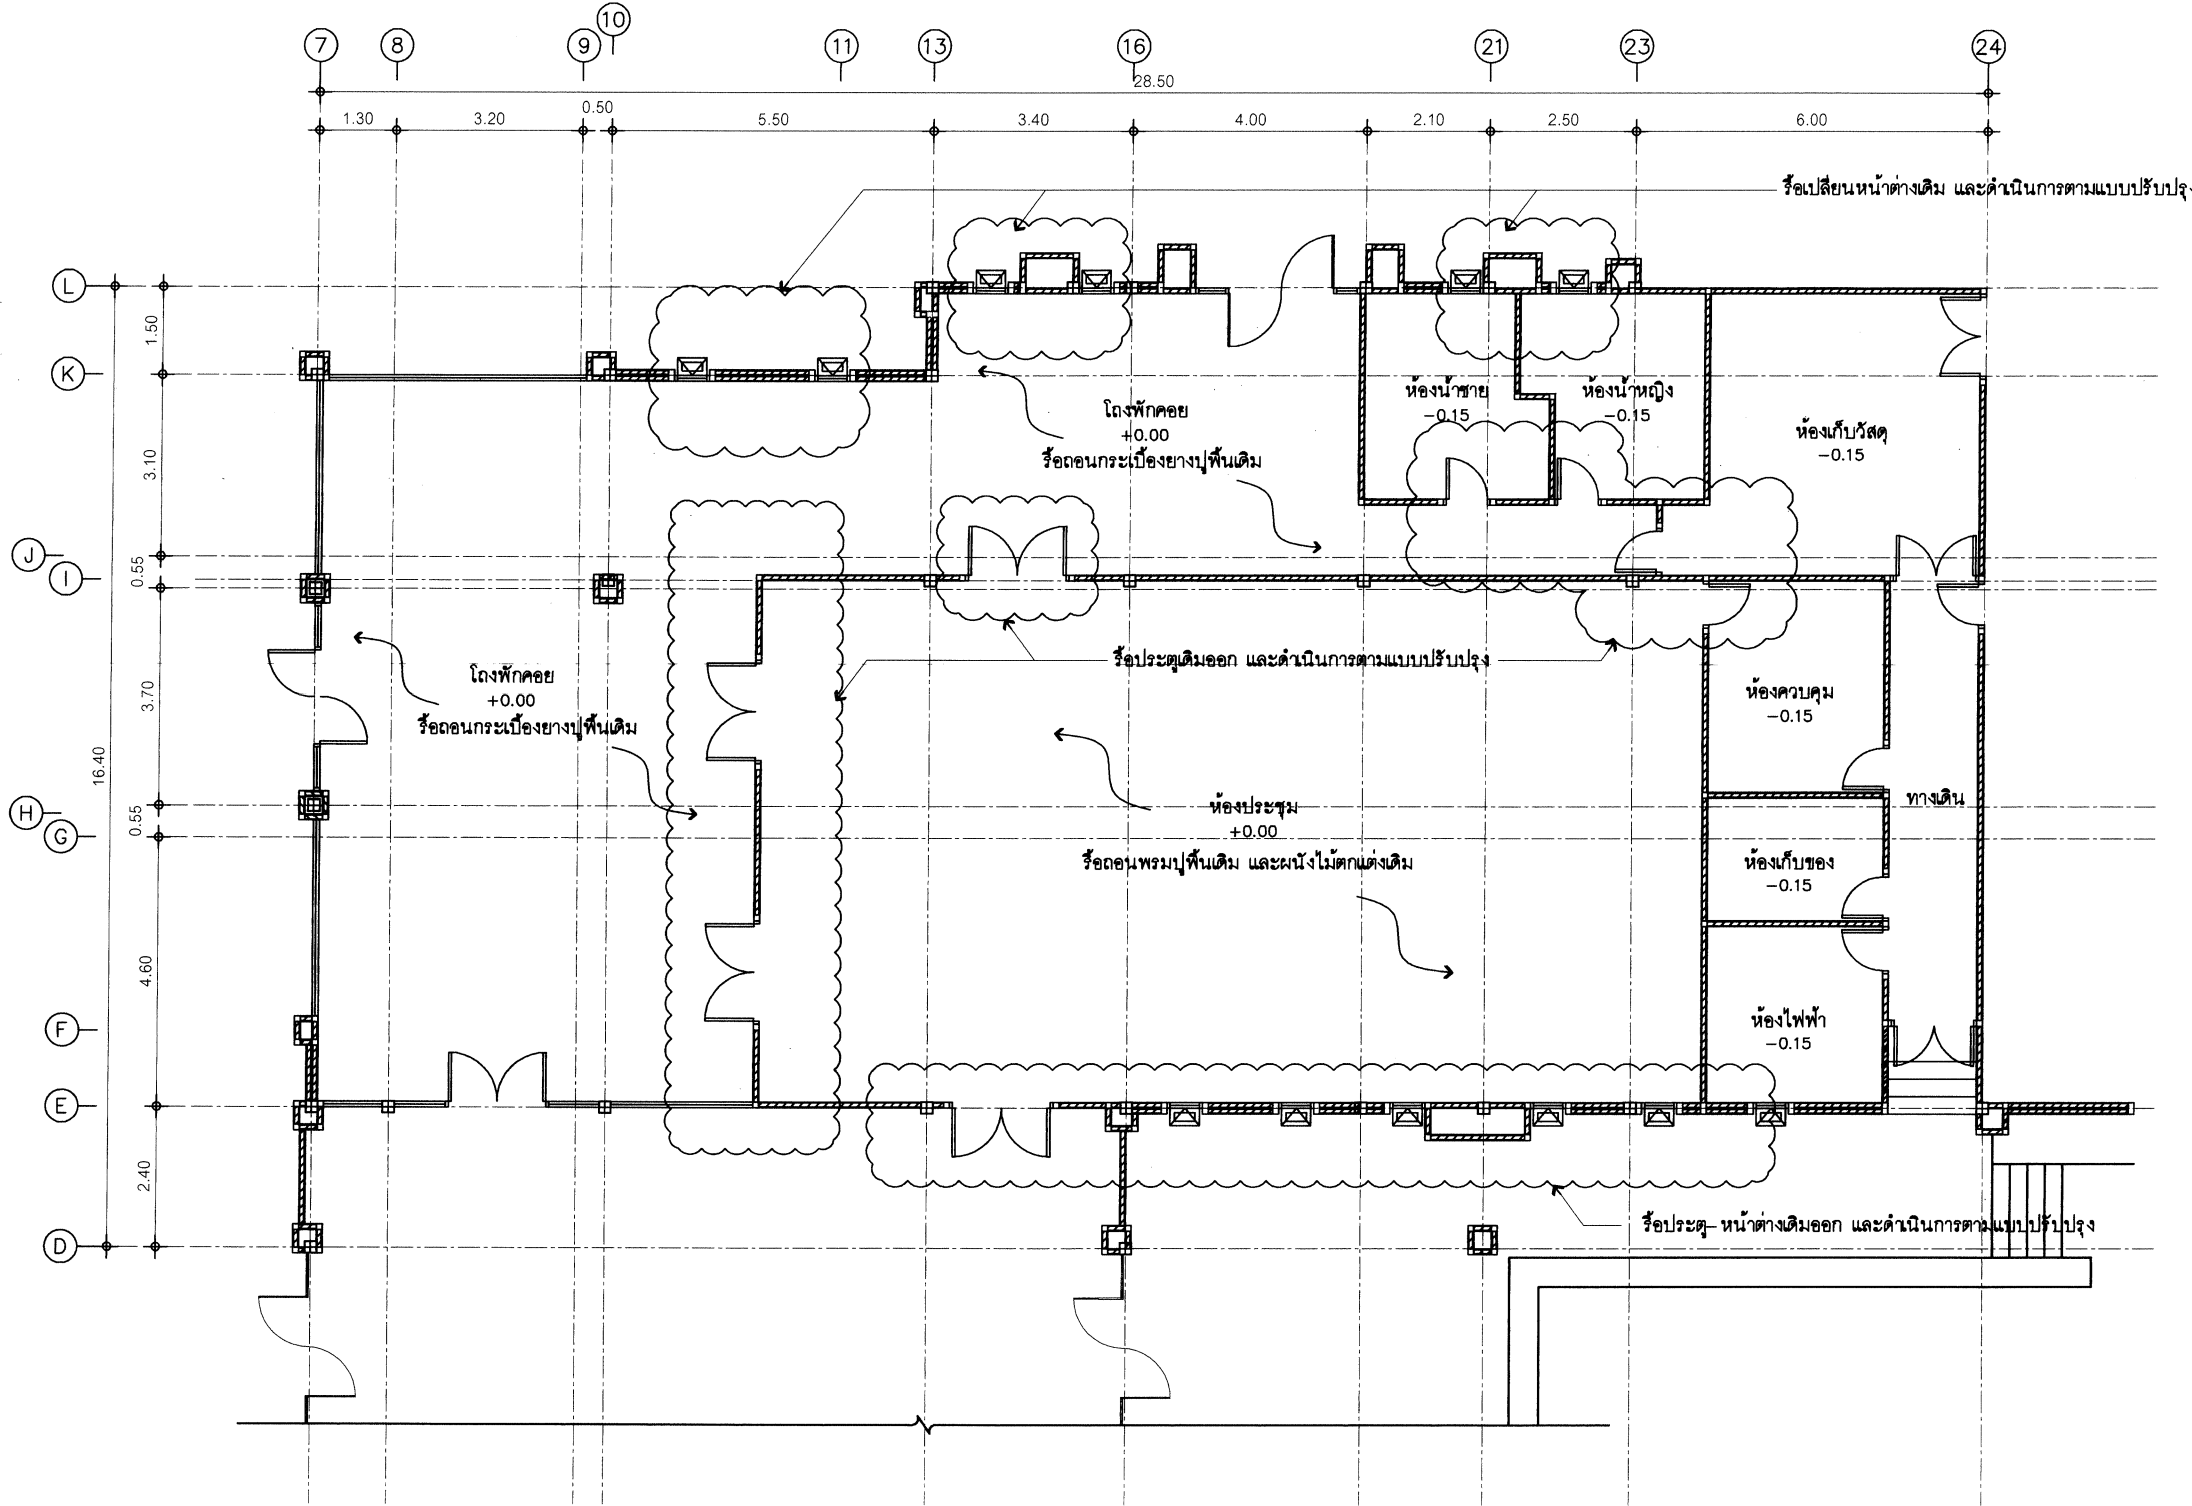 10
7 8 9 11 13 16 21 23 24
28.50
0.50
1.30 3.20 5.50 3.40 4.00 2.10 2.50 6.00
รื้อเปลี่ยนหน้าต่างเดิม และดำเนินการตามแบบปรับปรุง
L
1.50
K
ห้องน้ำชาย ห้องน้ำหญิง
-0.15 -0.15
โถงพักคอย
+0.00
รื้อถอนกระเบื้องยางปูพื้นเดิม
ห้องเก็บวัสดุ
-0.15
3.10
J
I
0.55
รื้อประตูเดิมออก และดำเนินการตามแบบปรับปรุง
โถงพักคอย
+0.00
รื้อถอนกระเบื้องยางปูพื้นเดิม
ห้องควบคุม
-0.15
3.70
16.40
ทางเดิน
ห้องประชุม
+0.00
รื้อถอนพรมปูพื้นเดิม และผนังไม้ตกแต่งเดิม
H
0.55
G
ห้องเก็บของ
-0.15
4.60
F
ห้องไฟฟ้า
-0.15
E
2.40
รื้อประตู-หน้าต่างเดิมออก และดำเนินการตามแบบปรับปรุง
D